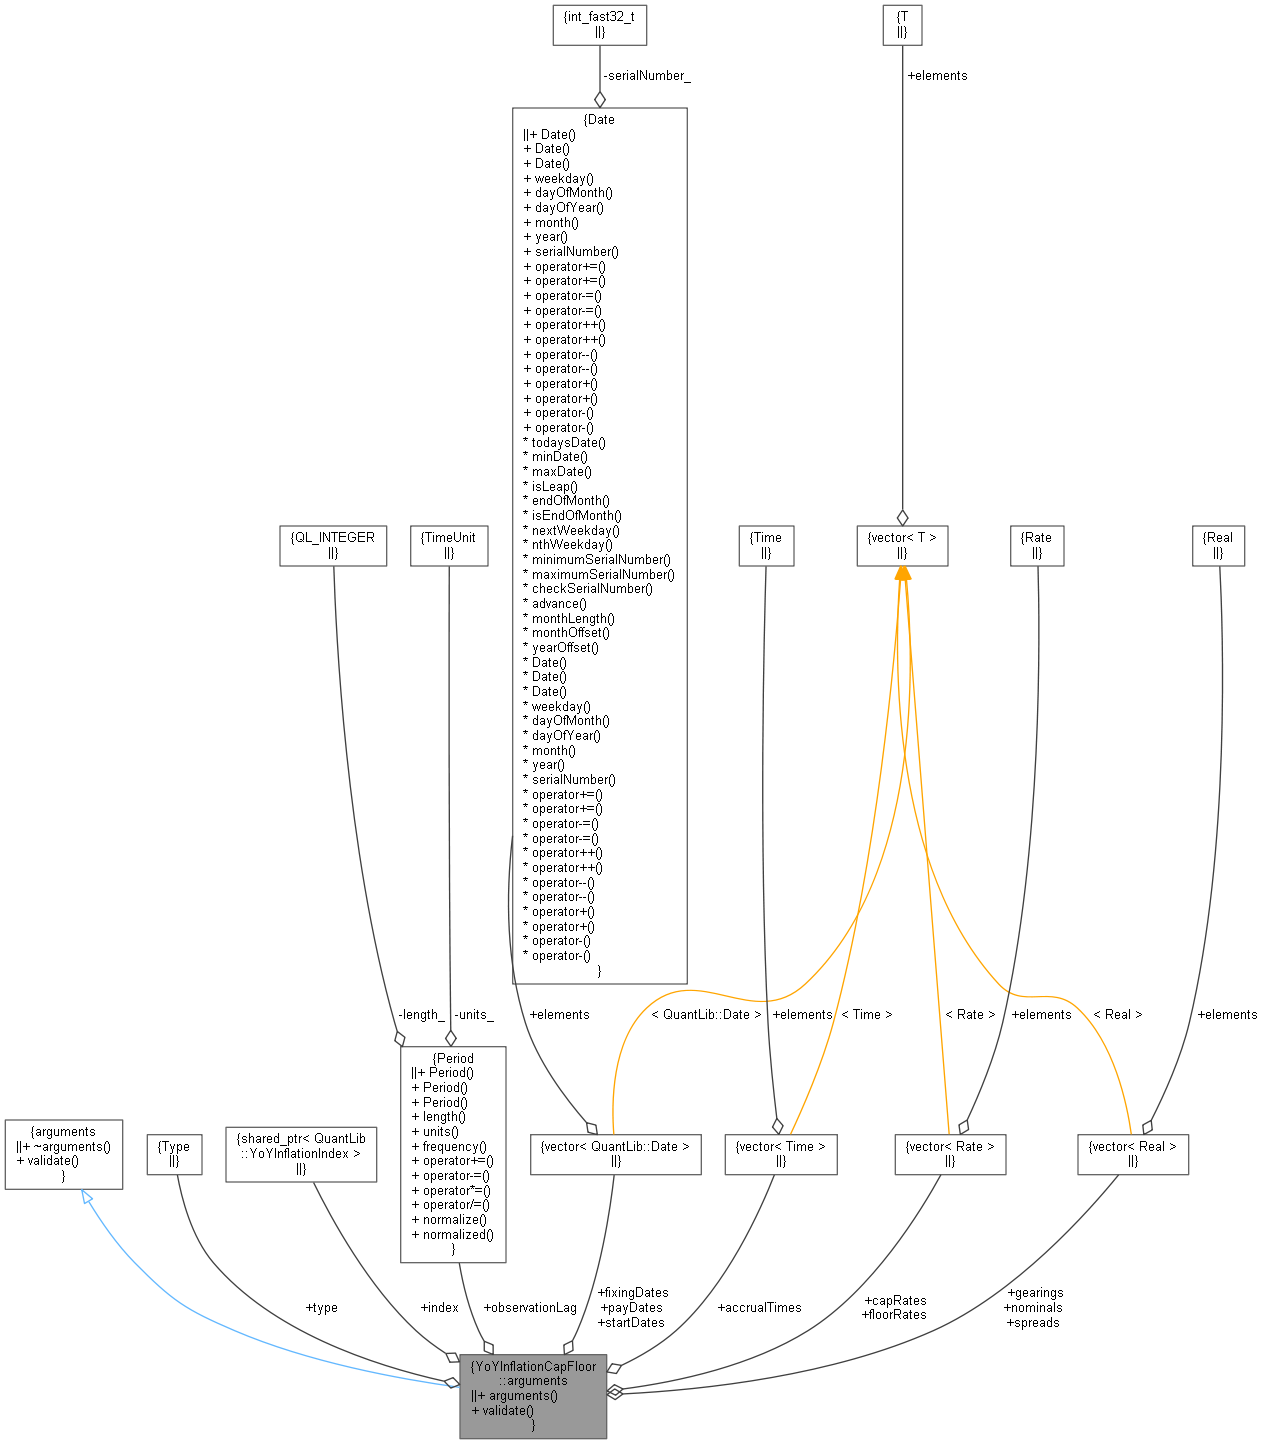 {int_fast32_t
||}
{T
||}
-serialNumber_
+elements
{Date
||+ Date()
+ Date()
+ Date()
+ weekday()
+ dayOfMonth()
+ dayOfYear()
+ month()
+ year()
+ serialNumber()
+ operator+=()
+ operator+=()
+ operator-=()
+ operator-=()
+ operator++()
+ operator++()
+ operator--()
+ operator--()
+ operator+()
+ operator+()
+ operator-()
+ operator-()
* todaysDate()
* minDate()
* maxDate()
* isLeap()
* endOfMonth()
* isEndOfMonth()
* nextWeekday()
* nthWeekday()
* minimumSerialNumber()
* maximumSerialNumber()
* checkSerialNumber()
* advance()
* monthLength()
* monthOffset()
* yearOffset()
* Date()
* Date()
* Date()
* weekday()
* dayOfMonth()
* dayOfYear()
* month()
* year()
* serialNumber()
* operator+=()
* operator+=()
* operator-=()
* operator-=()
* operator++()
* operator++()
* operator--()
* operator--()
* operator+()
* operator+()
* operator-()
* operator-()
}
{QL_INTEGER
||}
{TimeUnit
||}
{Time
||}
{vector< T >
||}
{Rate
||}
{Real
||}
-length_
-units_
+elements
< QuantLib::Date >
+elements
< Time >
< Rate >
+elements
< Real >
+elements
{Period
||+ Period()
+ Period()
+ Period()
+ length()
+ units()
+ frequency()
+ operator+=()
+ operator-=()
+ operator*=()
+ operator/=()
+ normalize()
+ normalized()
}
{arguments
||+ ~arguments()
+ validate()
}
{Type
||}
{shared_ptr< QuantLib
::YoYInflationIndex >
||}
{vector< QuantLib::Date >
||}
{vector< Time >
||}
{vector< Rate >
||}
{vector< Real >
||}
+type
+index
+observationLag
+fixingDates
+payDates
+startDates
+accrualTimes
+capRates
+floorRates
+gearings
+nominals
+spreads
{YoYInflationCapFloor
::arguments
||+ arguments()
+ validate()
}